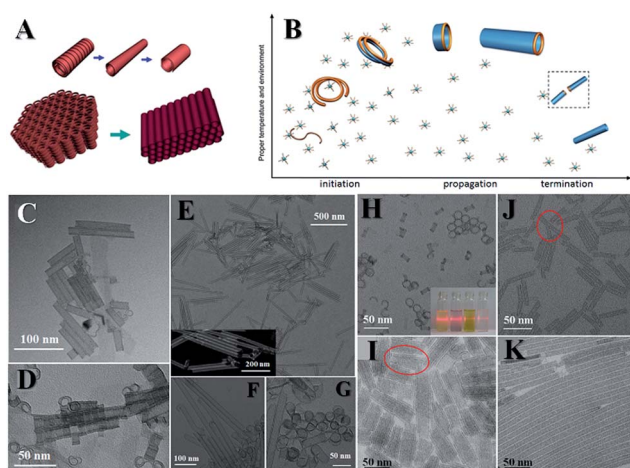 A
B
Proper temperature and environment
initiation propagation termination
C
100 nm
D
50 nm
E
500 nm
200 nm
F
100 nm
G
50 nm
H
50 nm
I
50 nm
J
50 nm
K
50 nm